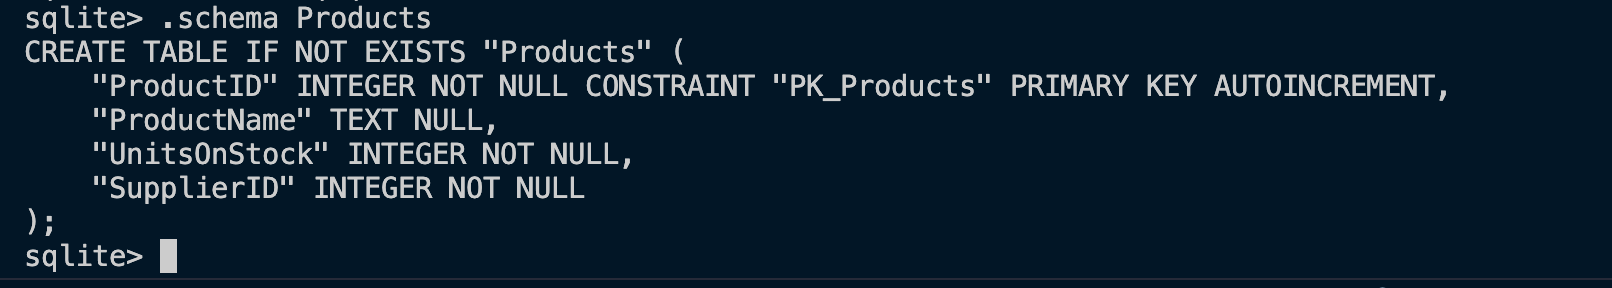 sqlite> .schema Products
CREATE TABLE IF NOT EXISTS "Products" (
    "ProductID" INTEGER NOT NULL CONSTRAINT "PK_Products" PRIMARY KEY AUTOINCREMENT,
    "ProductName" TEXT NULL,
    "UnitsOnStock" INTEGER NOT NULL,
    "SupplierID" INTEGER NOT NULL
);
sqlite>